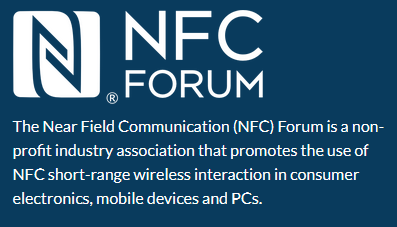 NFC
FORUM
®
The Near Field Communication (NFC) Forum is a non-
profit industry association that promotes the use of
NFC short-range wireless interaction in consumer
electronics, mobile devices and PCs.